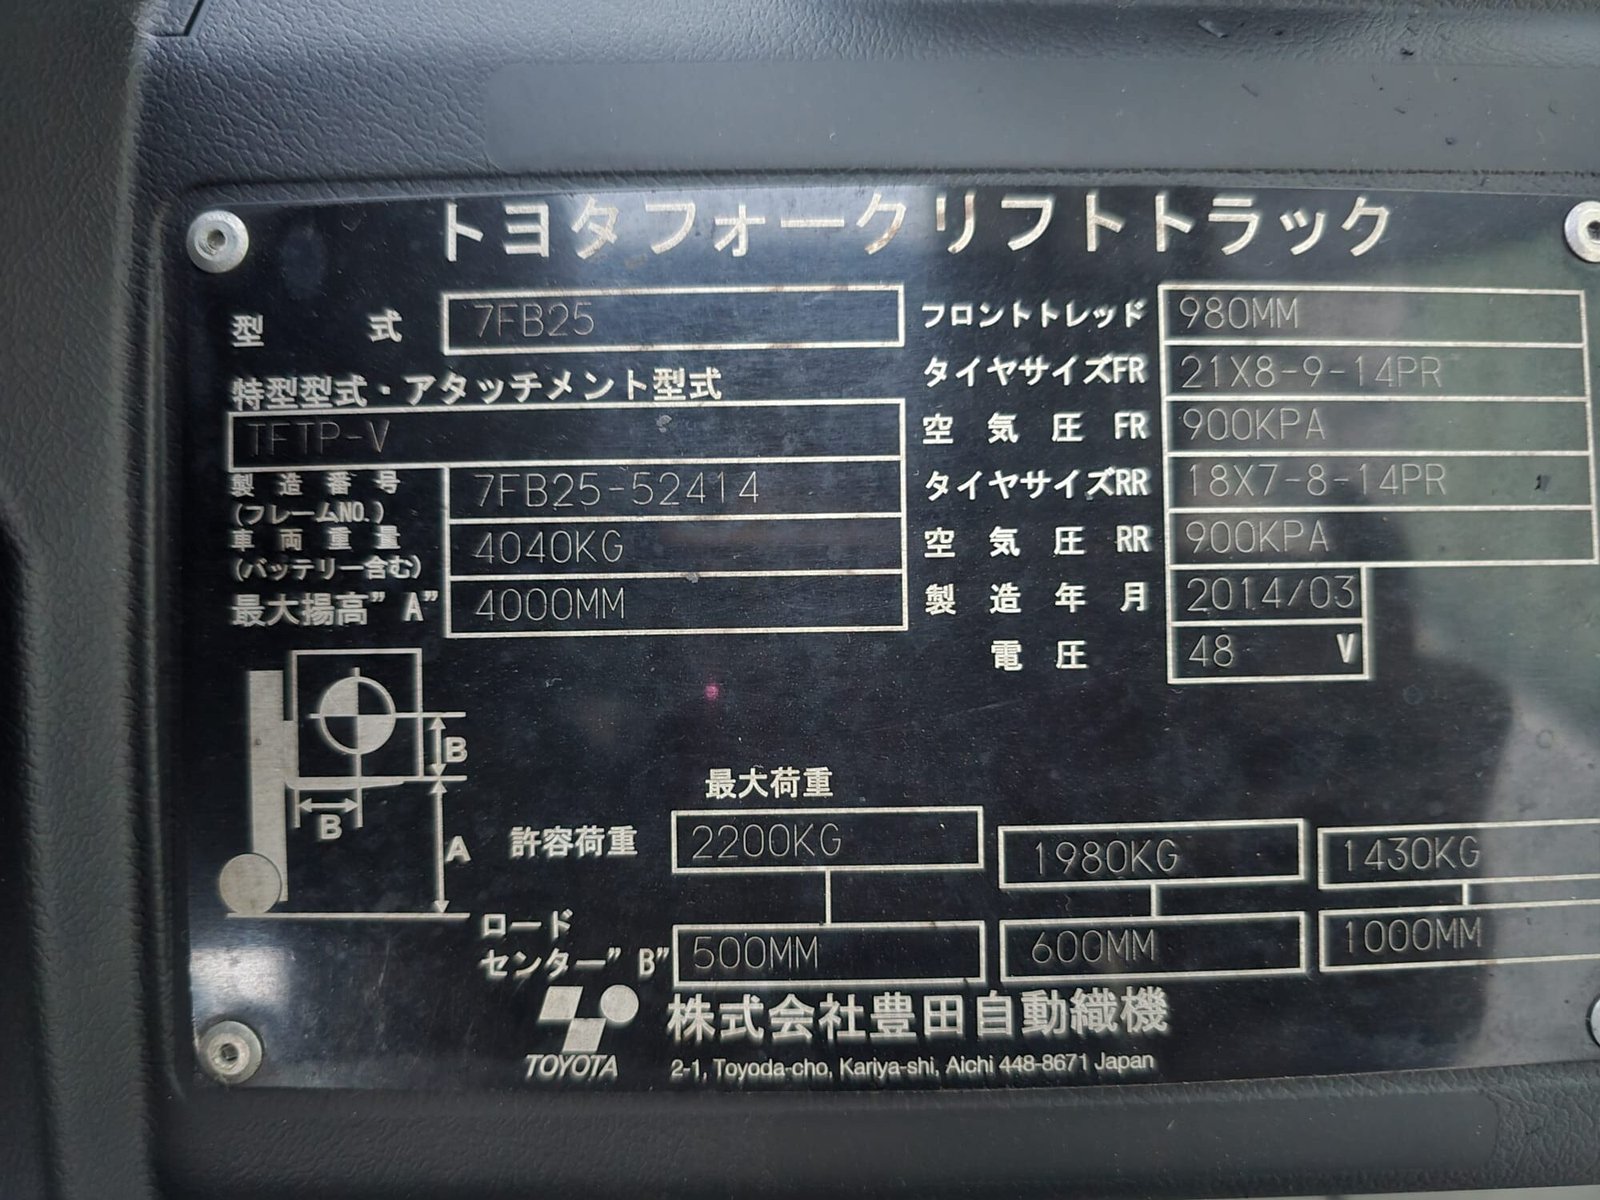 トヨタフォークリフトトラック
型式 7FB25
特型型式・アタッチメント型式
TFTP-V
製造番号 7FB25-52414
(フレームNO.)
車両重量 4040KG
(バッテリー含む)
最大揚高"A" 4000MM
フロントトレッド 980MM
タイヤサイズFR 21X8-9-14PR
空気圧 FR 900KPA
タイヤサイズRR 18X7-8-14PR
空気圧 RR 900KPA
製造年月 2014/03
電圧 48 V
B
B
A
最大荷重
許容荷重 2200KG 1980KG 1430KG
ロード
センター"B" 500MM 600MM 1000MM
TOYOTA
株式会社豊田自動織機
2-1, Toyoda-cho, Kariya-shi, Aichi 448-8671 Japan